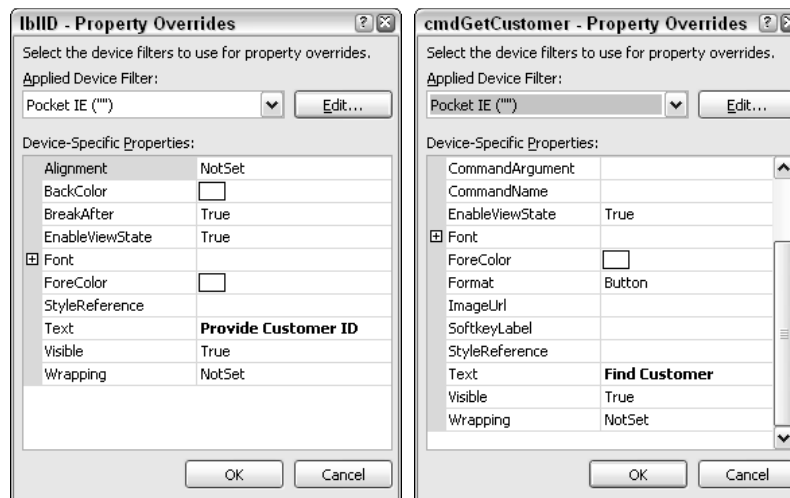 lblID - Property Overrides
Select the device filters to use for property overrides.
Applied Device Filter:
Pocket IE ("")
Edit...
Device-Specific Properties:
Alignment NotSet
BackColor
BreakAfter True
EnableViewState True
Font
ForeColor
StyleReference
Text Provide Customer ID
Visible True
Wrapping NotSet
OK Cancel
cmdGetCustomer - Property Overrides
Select the device filters to use for property overrides.
Applied Device Filter:
Pocket IE ("")
Edit...
Device-Specific Properties:
CommandArgument
CommandName
EnableViewState True
Font
ForeColor
Format Button
ImageUrl
SoftkeyLabel
StyleReference
Text Find Customer
Visible True
Wrapping NotSet
OK Cancel